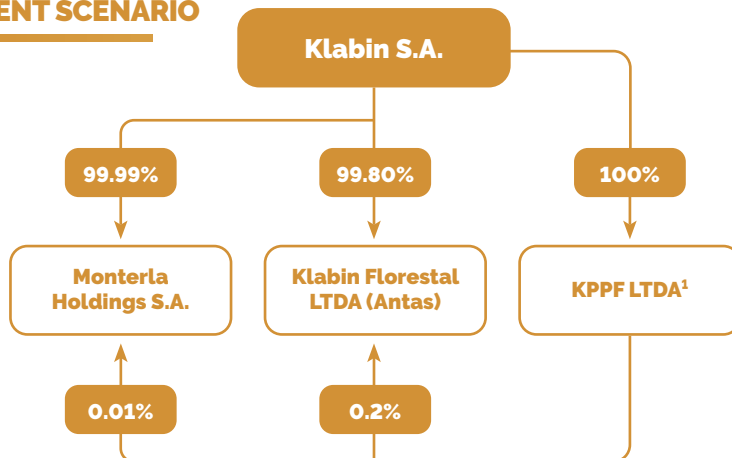 ENT SCENARIO
Klabin S.A.
99.99%
99.80%
100%
Monterla
Holdings S.A.
Klabin Florestal
LTDA (Antas)
KPPF LTDA¹
0.01%
0.2%